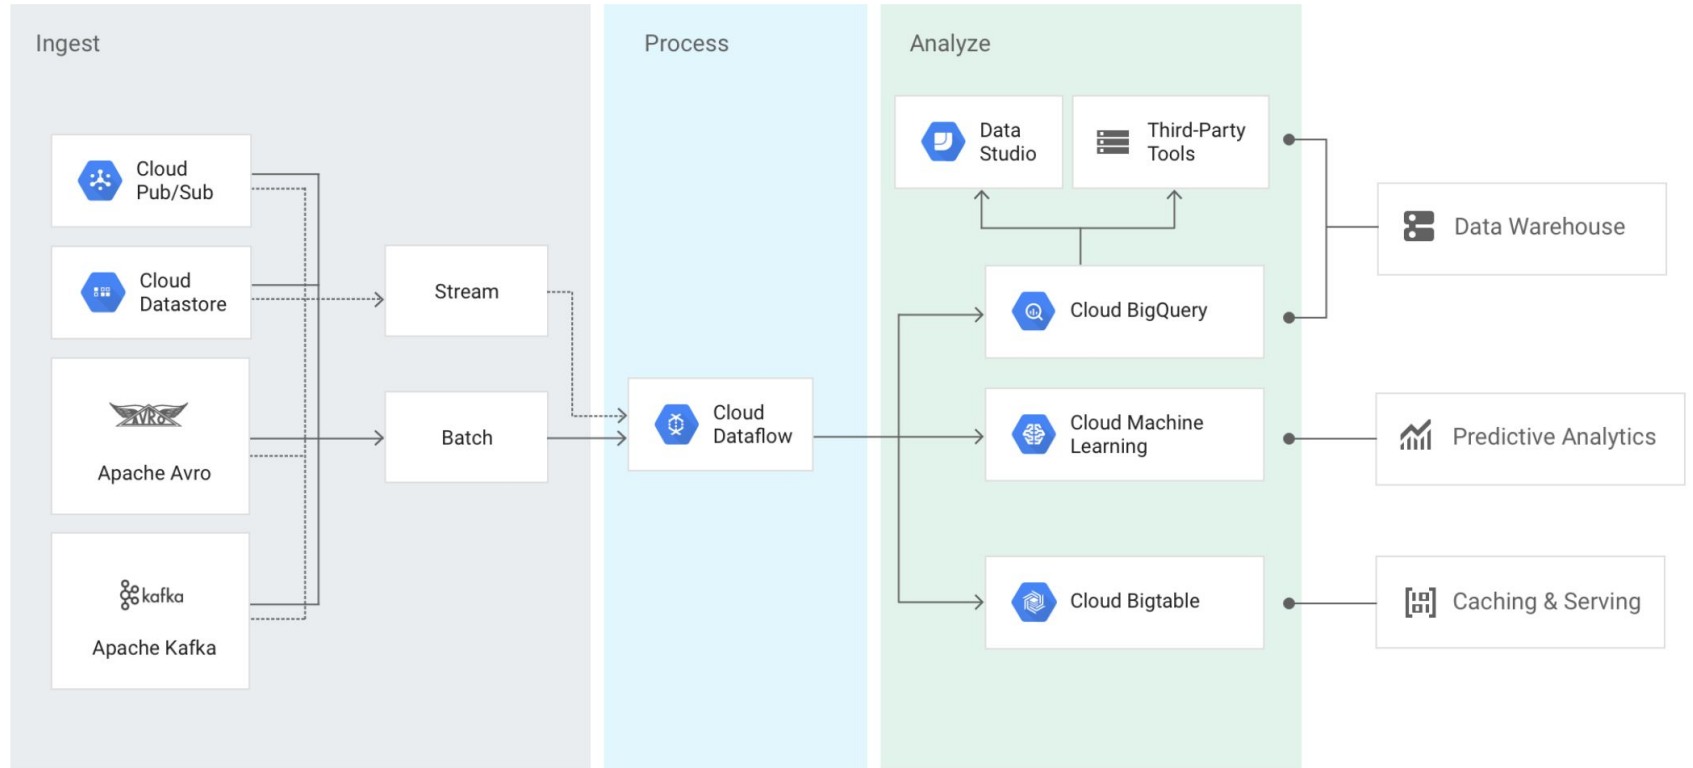 Ingest
Process
Analyze
Cloud
Pub/Sub
Cloud
Datastore
AVRO
Apache Avro
kafka
Apache Kafka
Stream
Batch
Cloud
Dataflow
Data
Studio
Third-Party
Tools
Cloud BigQuery
Cloud Machine
Learning
Cloud Bigtable
Data Warehouse
Predictive Analytics
Caching & Serving